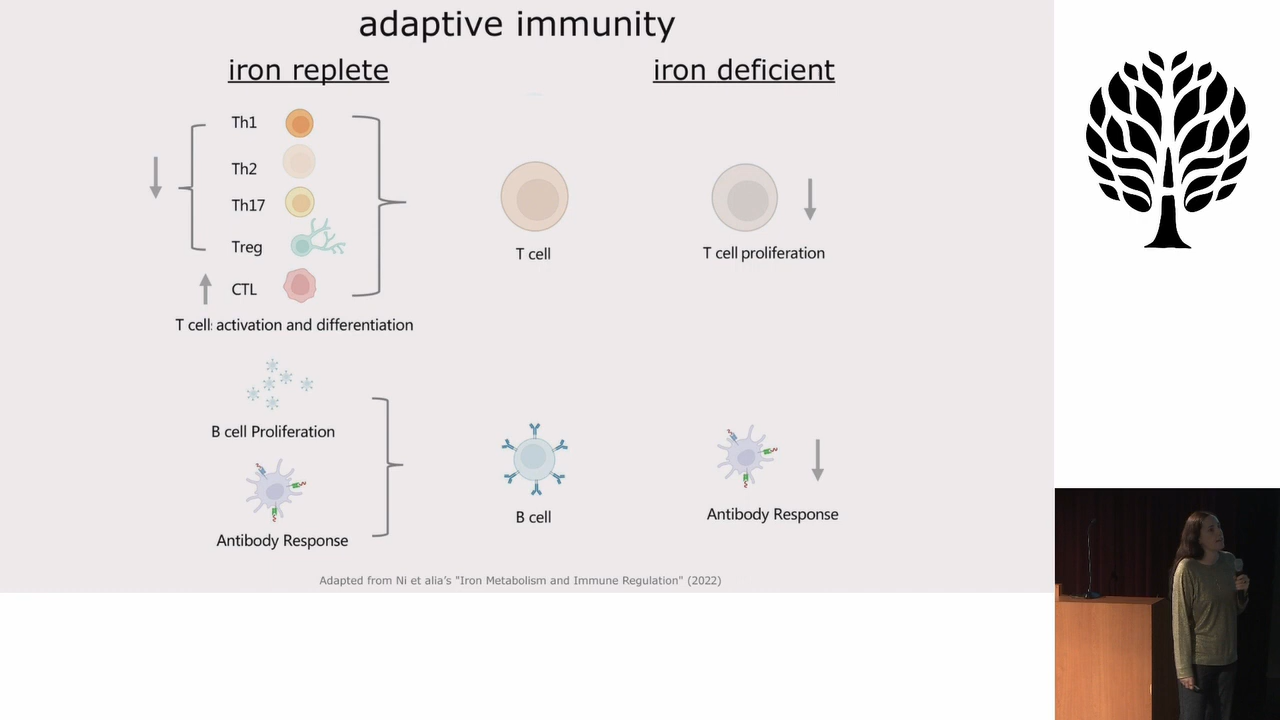 adaptive immunity
iron replete
iron deficient
Th1
Th2
Th17
Treg
CTL
T cell activation and differentiation
T cell
T cell proliferation
B cell Proliferation
Antibody Response
B cell
Antibody Response
Adapted from Ni et alia's "Iron Metabolism and Immune Regulation" (2022)